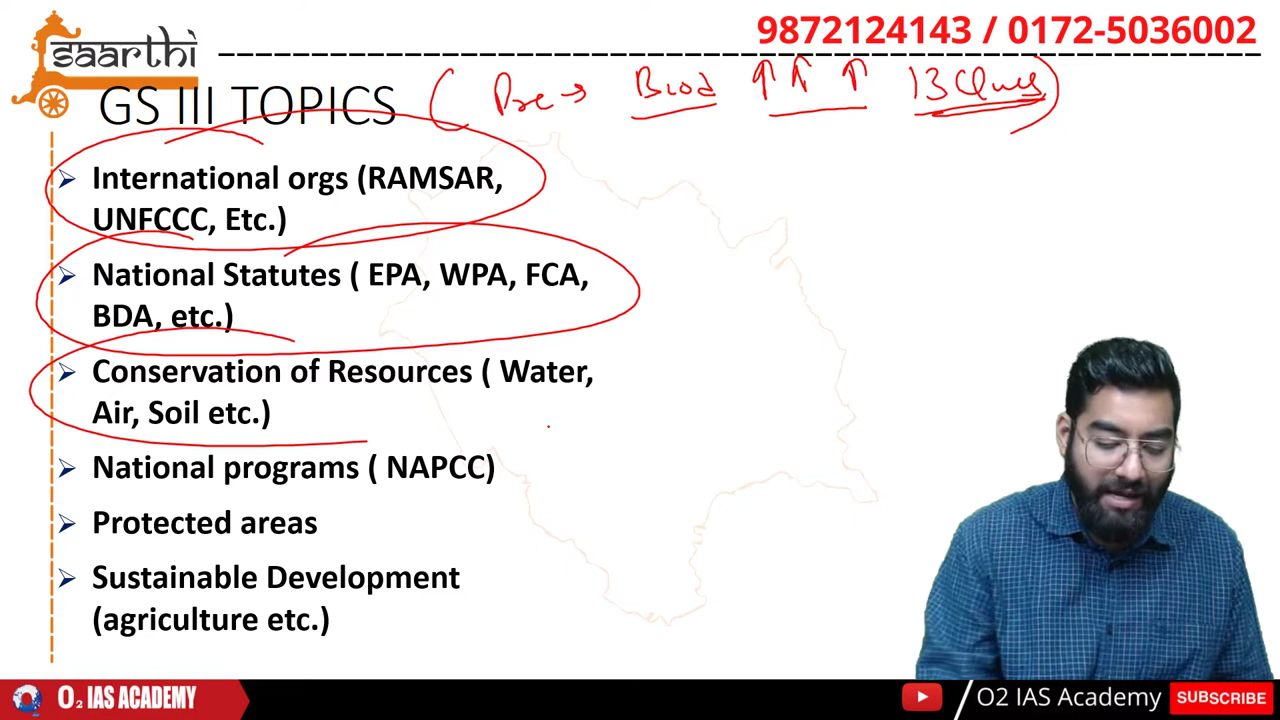 saarthi
9872124143 / 0172-5036002
GS III TOPICS
(Pre → Biod ↑↑ ↑ 13 Ques)
➢ International orgs (RAMSAR,
UNFCCC, Etc.)
➢ National Statutes ( EPA, WPA, FCA,
BDA, etc.)
➢ Conservation of Resources ( Water,
Air, Soil etc.)
➢ National programs ( NAPCC)
➢ Protected areas
➢ Sustainable Development
(agriculture etc.)
O2 IAS ACADEMY
/O2 IAS Academy SUBSCRIBE